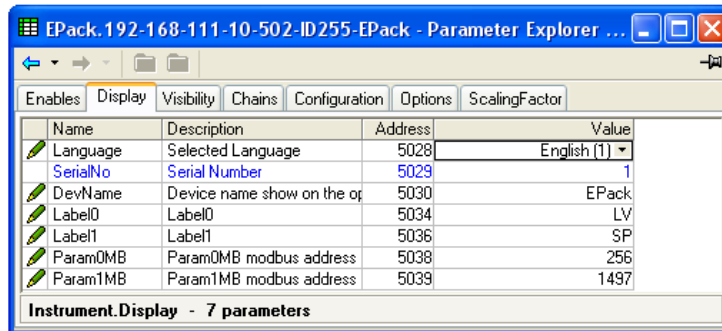 EPack.192-168-111-10-502-ID255-EPack - Parameter Explorer ...
Enables Display Visibility Chains Configuration Options ScalingFactor
Name Description Address Value
Language Selected Language 5028 English (1)
SerialNo Serial Number 5029 1
DevName Device name show on the op 5030 EPack
Label0 Label0 5034 LV
Label1 Label1 5036 SP
Param0MB Param0MB modbus address 5038 256
Param1MB Param1MB modbus address 5039 1497
Instrument.Display - 7 parameters